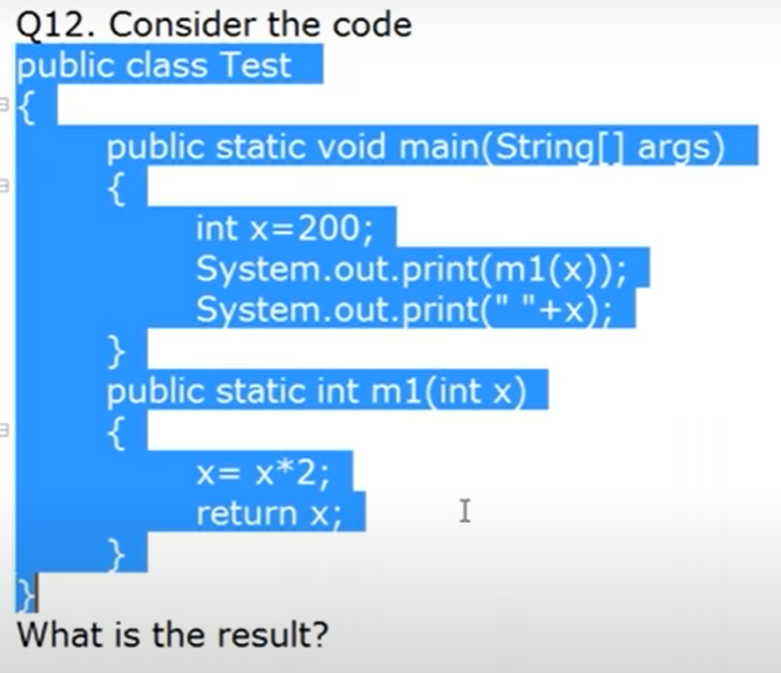 Q12. Consider the code
public class Test
{
public static void main(String[] args)
{
int x=200;
System.out.print(m1(x));
System.out.print(" "+x);
}
public static int m1(int x)
{
x= x*2;
return x;
}
}
What is the result?